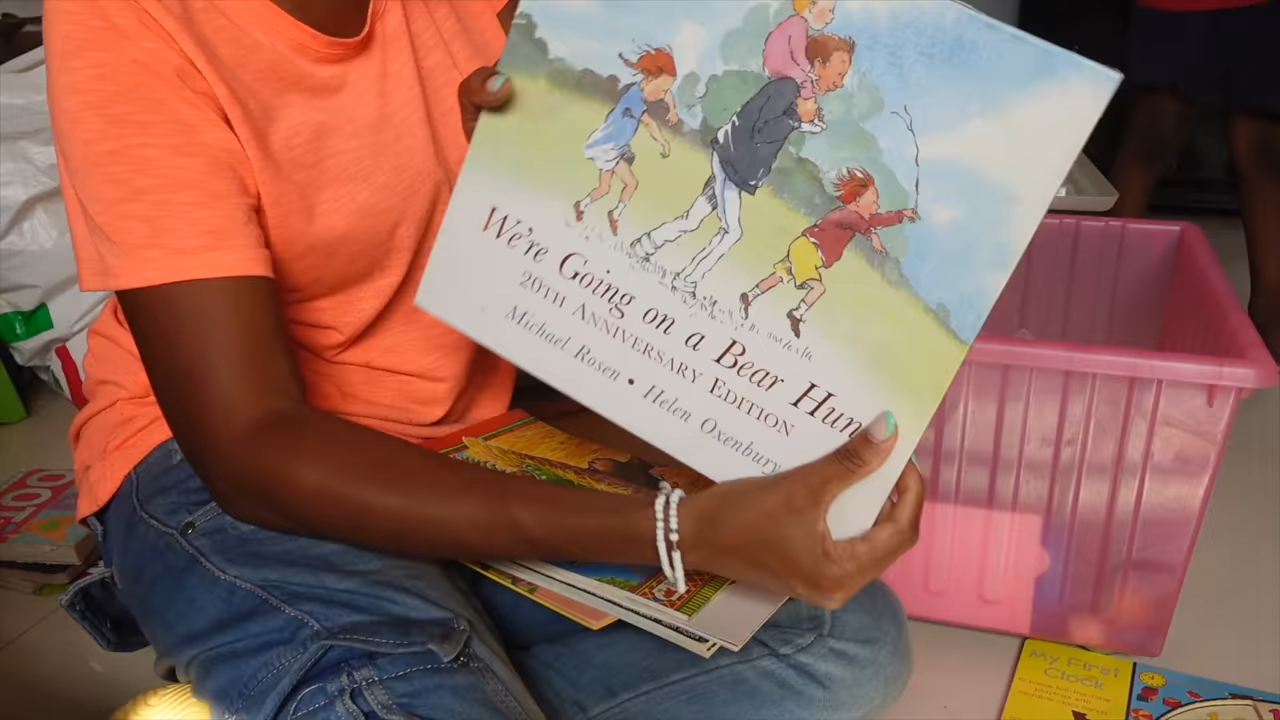 We're Going on a Bear Hun
20TH ANNIVERSARY EDITION
Michael Rosen • Helen Oxenbury
My First
Clock